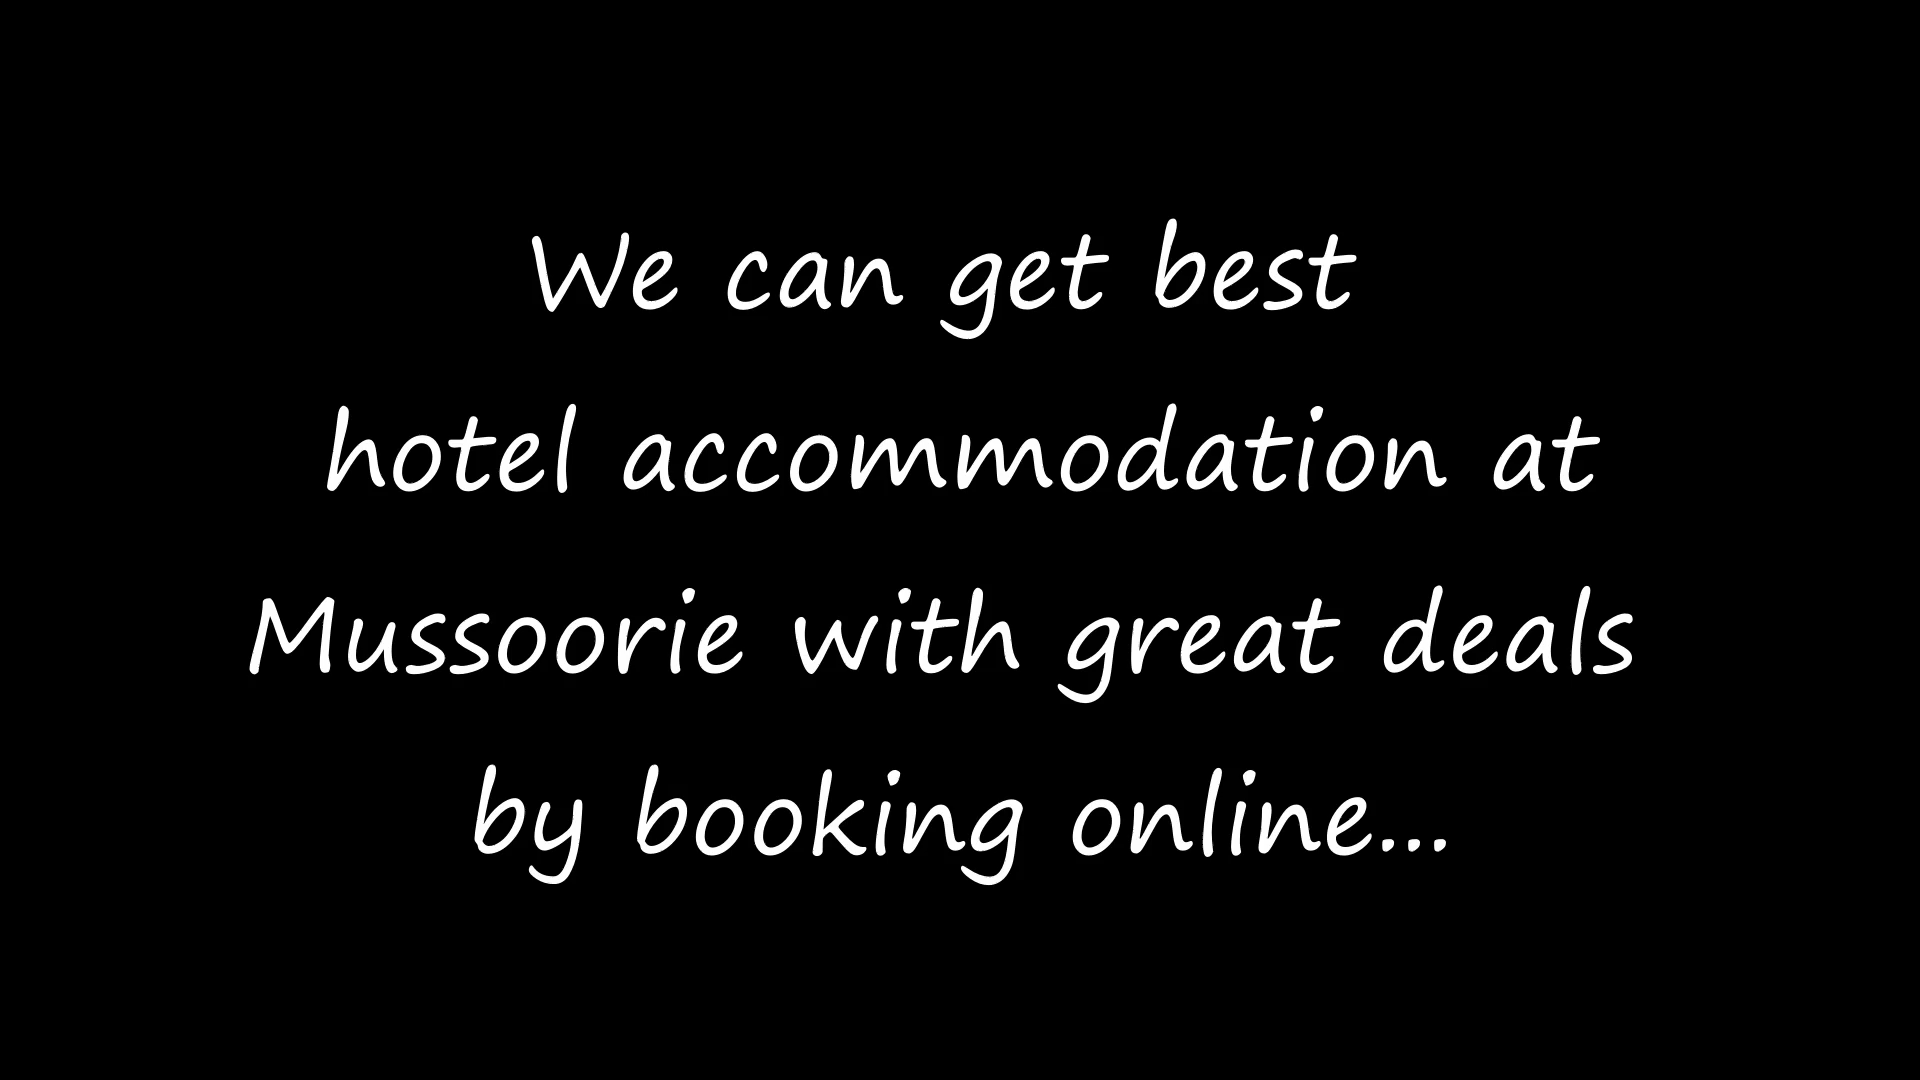 We can get best
hotel accommodation at
Mussoorie with great deals
by booking online...